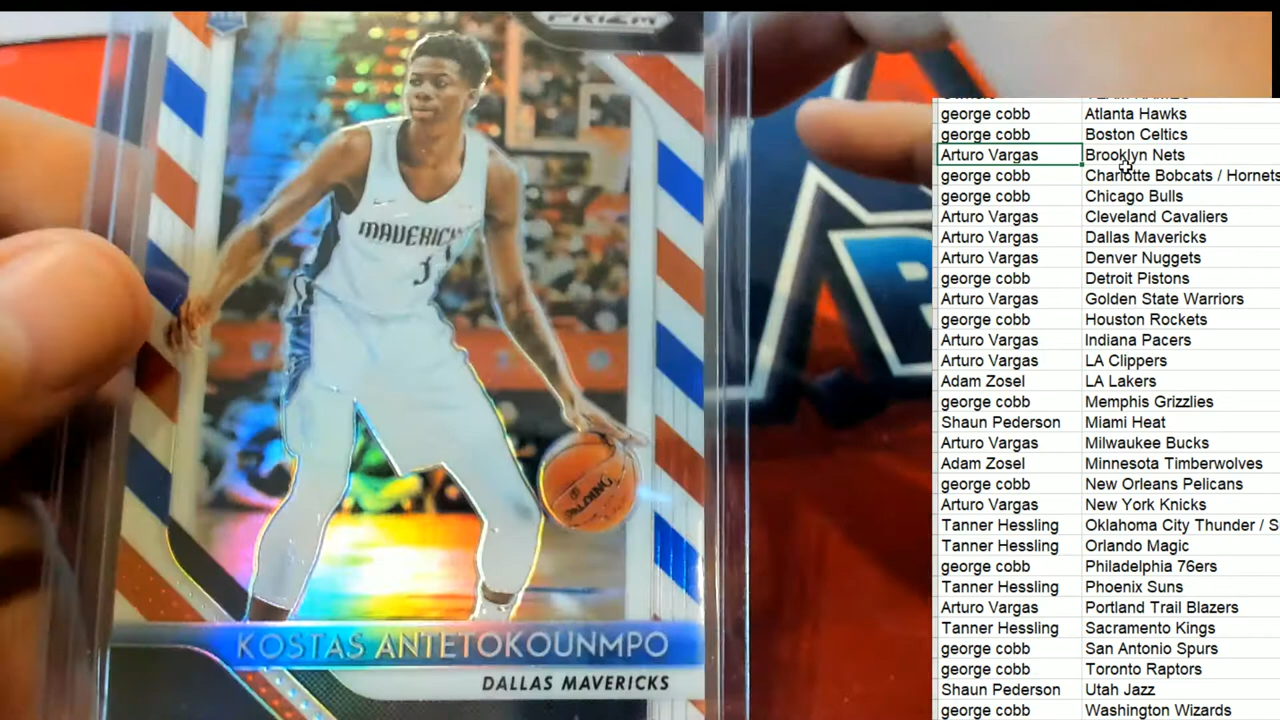 PRIZM
MAVERICKS
SPALDING
KOSTAS ANTETOKOUNMPO
DALLAS MAVERICKS
george cobb Atlanta Hawks
george cobb Boston Celtics
Arturo Vargas Brooklyn Nets
george cobb Charlotte Bobcats / Hornets
george cobb Chicago Bulls
Arturo Vargas Cleveland Cavaliers
Arturo Vargas Dallas Mavericks
Arturo Vargas Denver Nuggets
george cobb Detroit Pistons
Arturo Vargas Golden State Warriors
george cobb Houston Rockets
Arturo Vargas Indiana Pacers
Arturo Vargas LA Clippers
Adam Zosel LA Lakers
george cobb Memphis Grizzlies
Shaun Pederson Miami Heat
Arturo Vargas Milwaukee Bucks
Adam Zosel Minnesota Timberwolves
george cobb New Orleans Pelicans
Arturo Vargas New York Knicks
Tanner Hessling Oklahoma City Thunder / S
Tanner Hessling Orlando Magic
george cobb Philadelphia 76ers
Tanner Hessling Phoenix Suns
Arturo Vargas Portland Trail Blazers
Tanner Hessling Sacramento Kings
george cobb San Antonio Spurs
george cobb Toronto Raptors
Shaun Pederson Utah Jazz
george cobb Washington Wizards